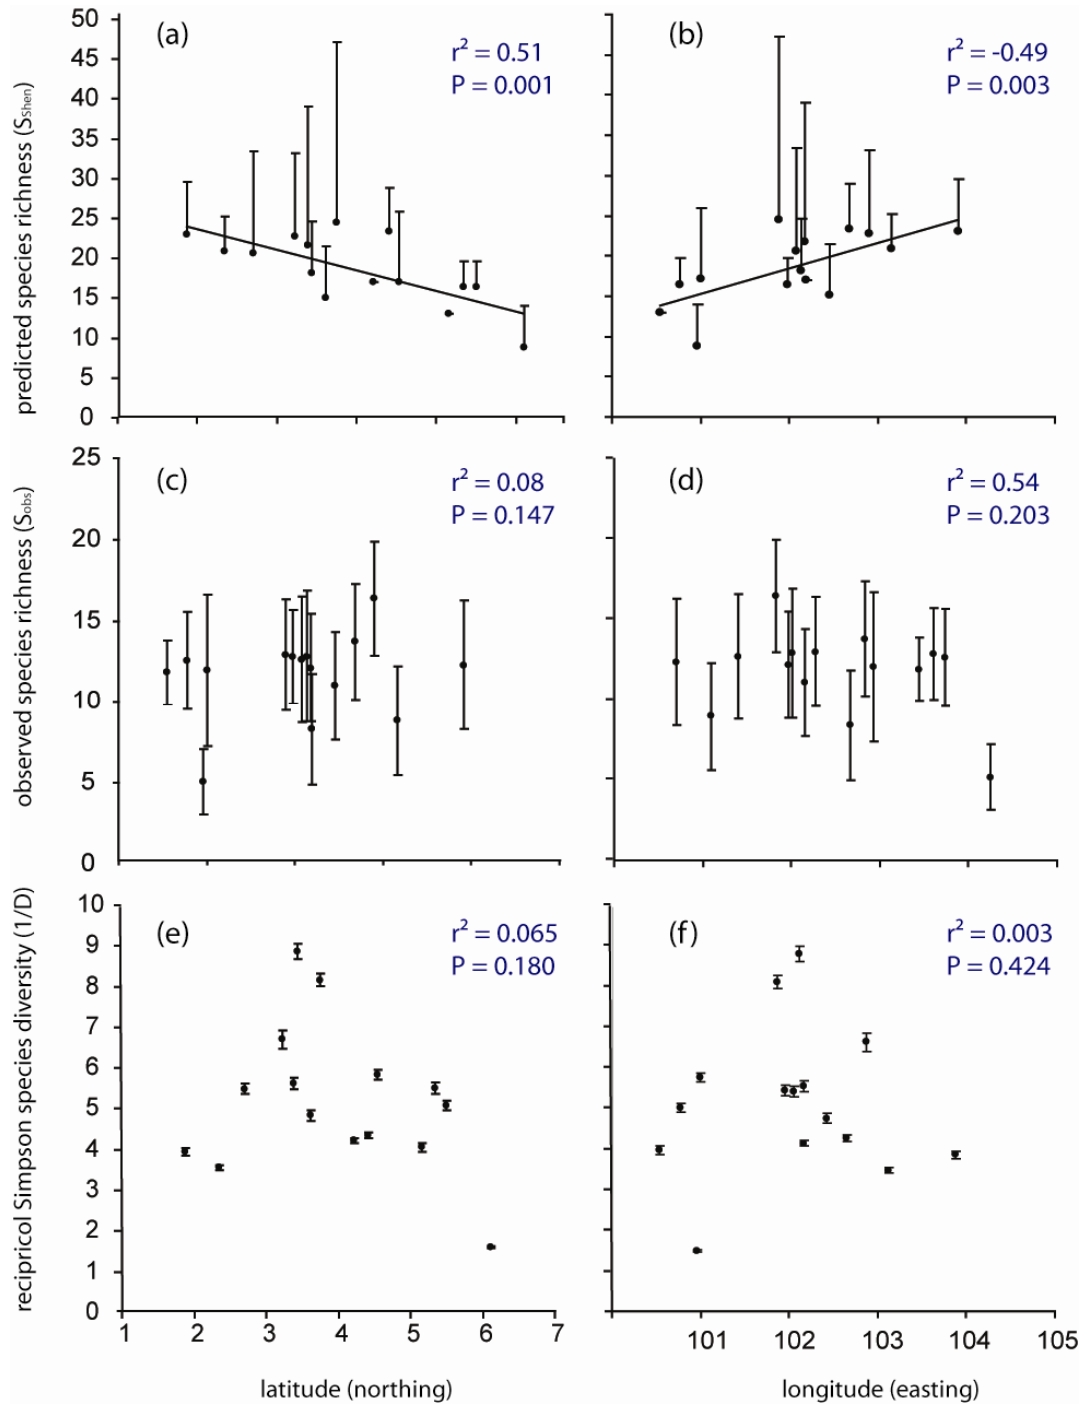 (a)
r² = 0.51
P = 0.001
50
45
40
35
30
25
20
15
10
5
0
predicted species richness (Sshen)
(b)
r² = -0.49
P = 0.003
(c)
r² = 0.08
P = 0.147
25
20
15
10
5
0
observed species richness (Sobs)
(d)
r² = 0.54
P = 0.203
(e)
r² = 0.065
P = 0.180
10
9
8
7
6
5
4
3
2
1
0
recipricol Simpson species diversity (1/D)
1 2 3 4 5 6 7
latitude (northing)
(f)
r² = 0.003
P = 0.424
101 102 103 104 105
longitude (easting)